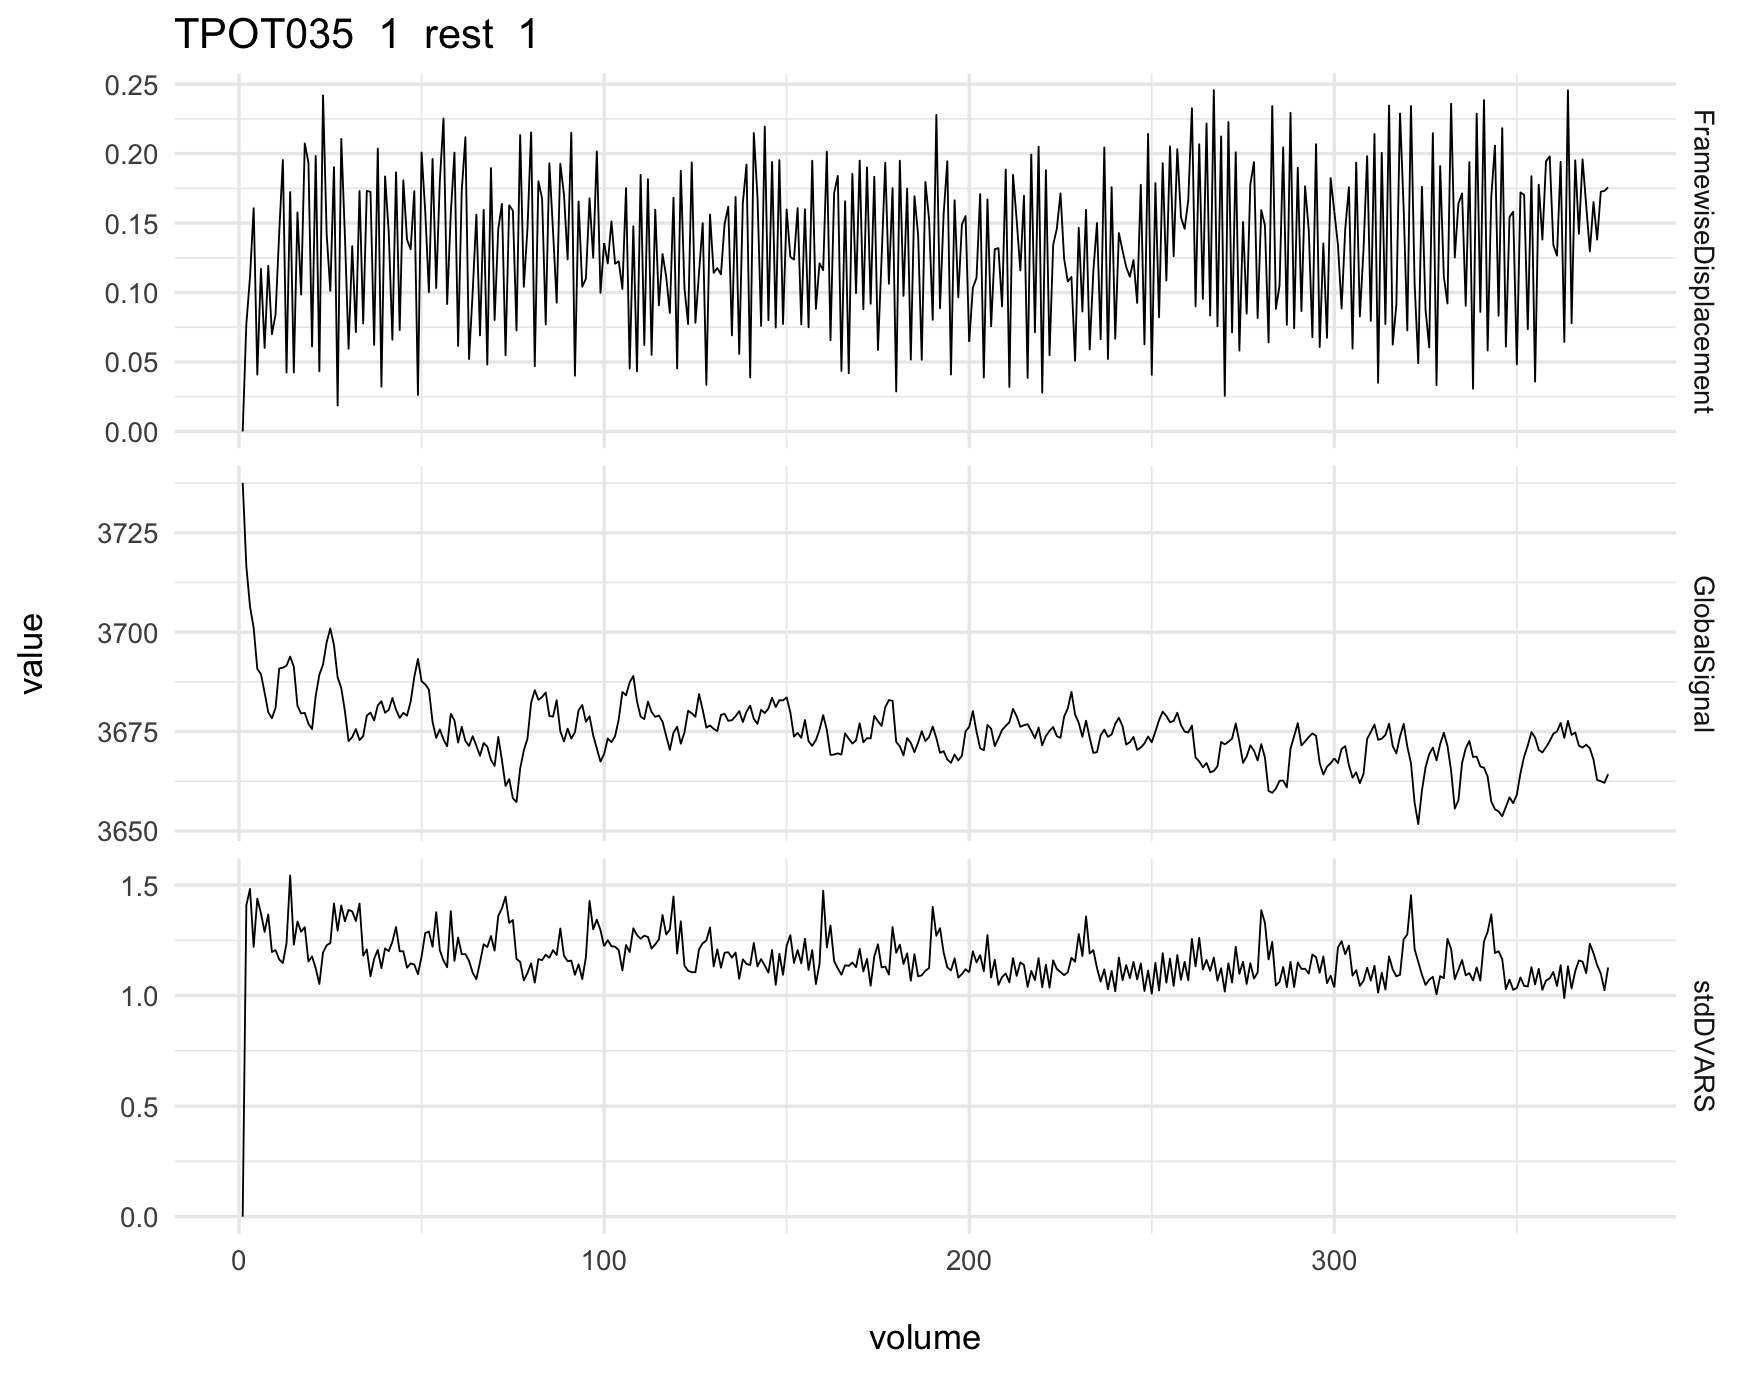 TPOT035 1 rest 1
0.25
0.20
0.15
0.10
0.05
0.00
FramewiseDisplacement
3725
3700
3675
3650
GlobalSignal
value
1.5
1.0
0.5
0.0
stdDVARS
0 100 200 300
volume